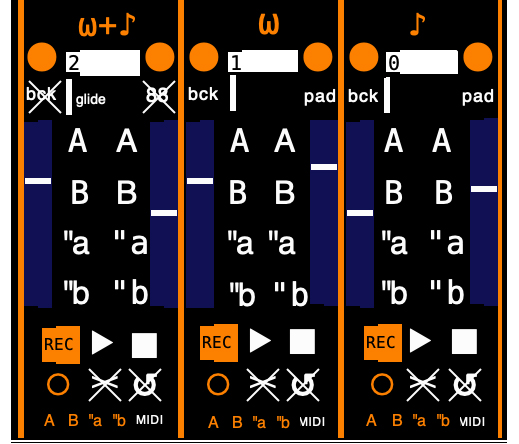 ω+♪ ω ♪
2 1 0
bck glide 88 bck pad bck pad
A A A A A A
B B B B B B
"a "a "a "a "a "a
"b "b "b "b "b "b
REC REC REC
A B "a "b MIDI A B "a "b MIDI A B "a "b MIDI